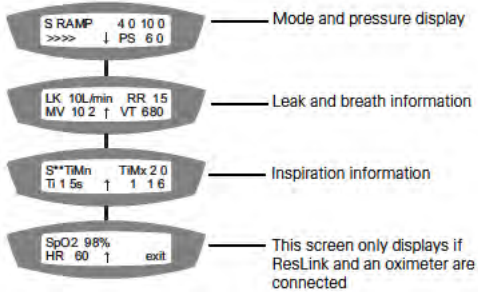 S RAMP 4 0 10 0
>>>> ↓ PS 6 0
Mode and pressure display
LK 10L/min RR 15
MV 10 2 ↑ VT 680
Leak and breath information
S**TiMn TiMx 2 0
Ti 1 5s ↑ 1 1 6
Inspiration information
SpO2 98%
HR 60 ↑ exit
This screen only displays if
ResLink and an oximeter are
connected